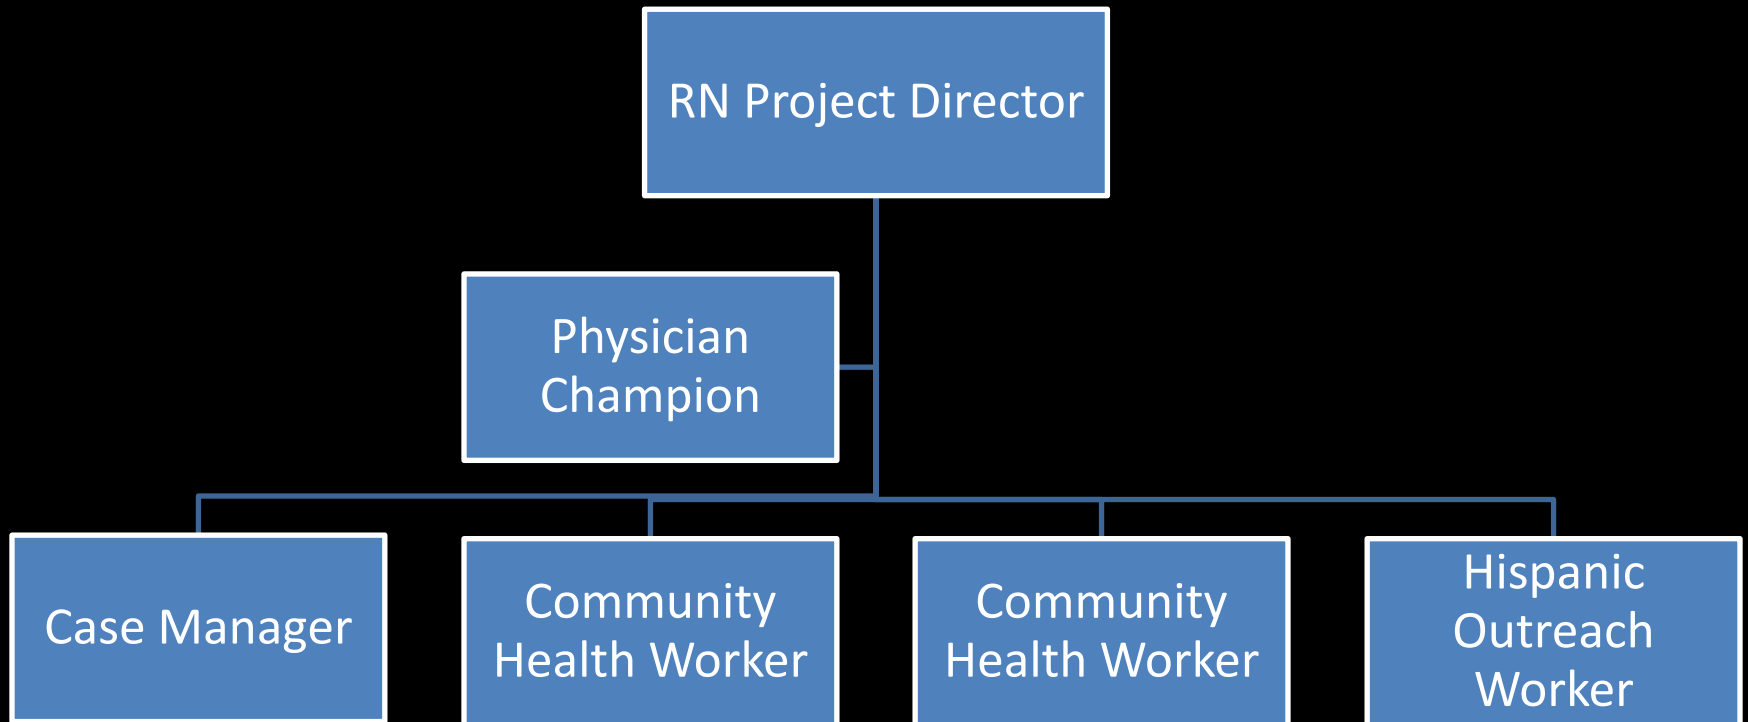 RN Project Director
Physician
Champion
Case Manager
Community
Health Worker
Community
Health Worker
Hispanic
Outreach
Worker